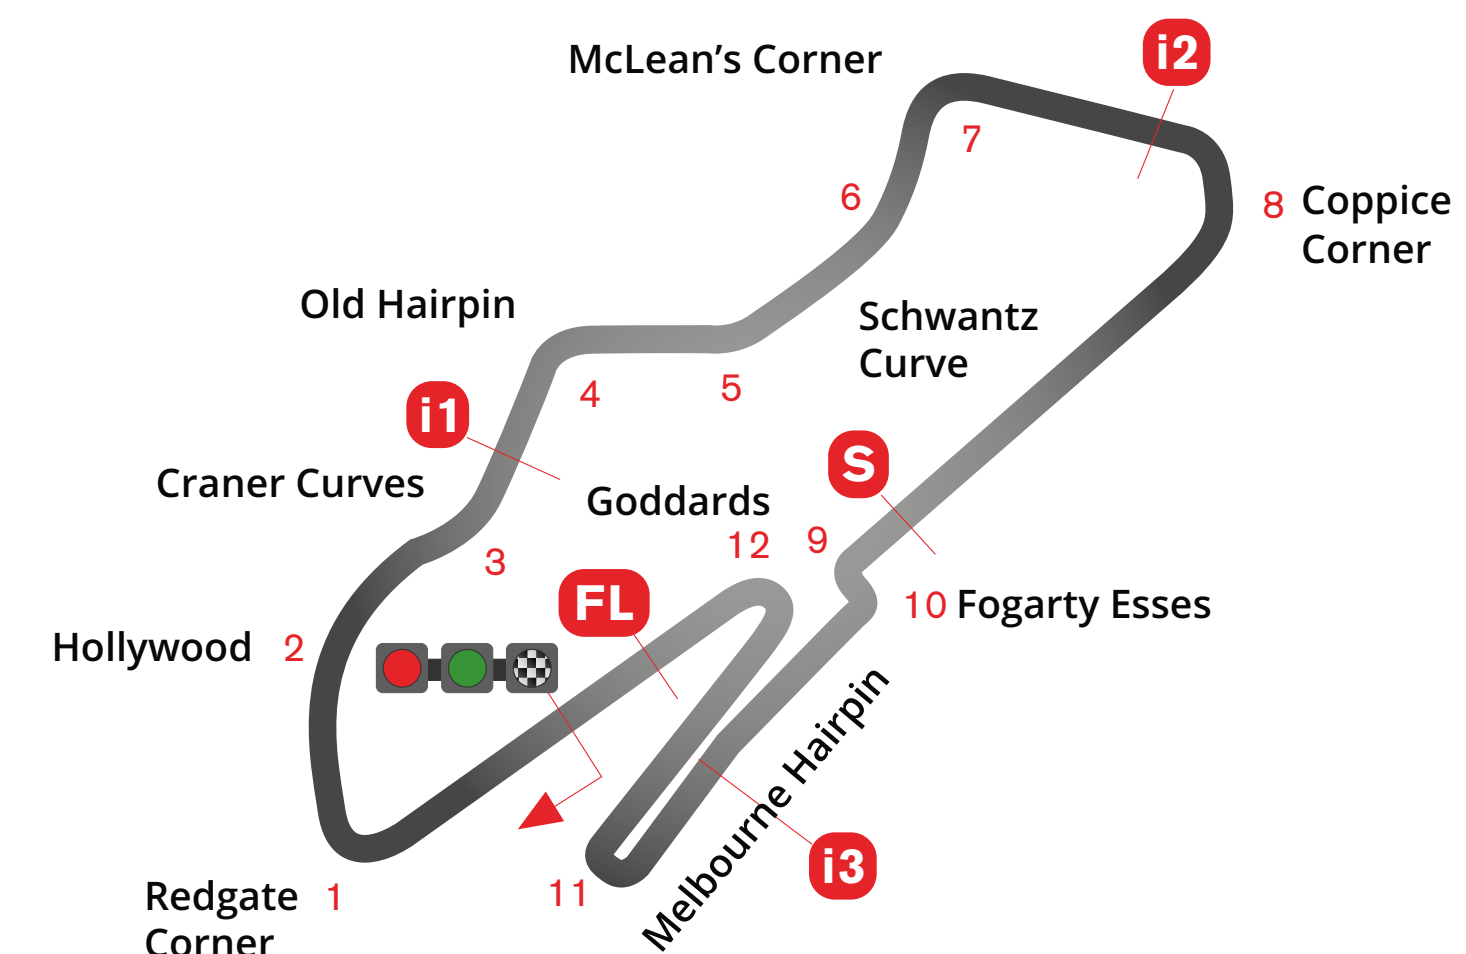 McLean’s Corner
i2
7
6
8 Coppice
Corner
Old Hairpin
Schwantz
Curve
4
5
i1
S
Craner Curves
Goddards
12
9
3
FL
10 Fogarty Esses
Hollywood 2
Melbourne Hairpin
i3
11
Redgate 1
Corner